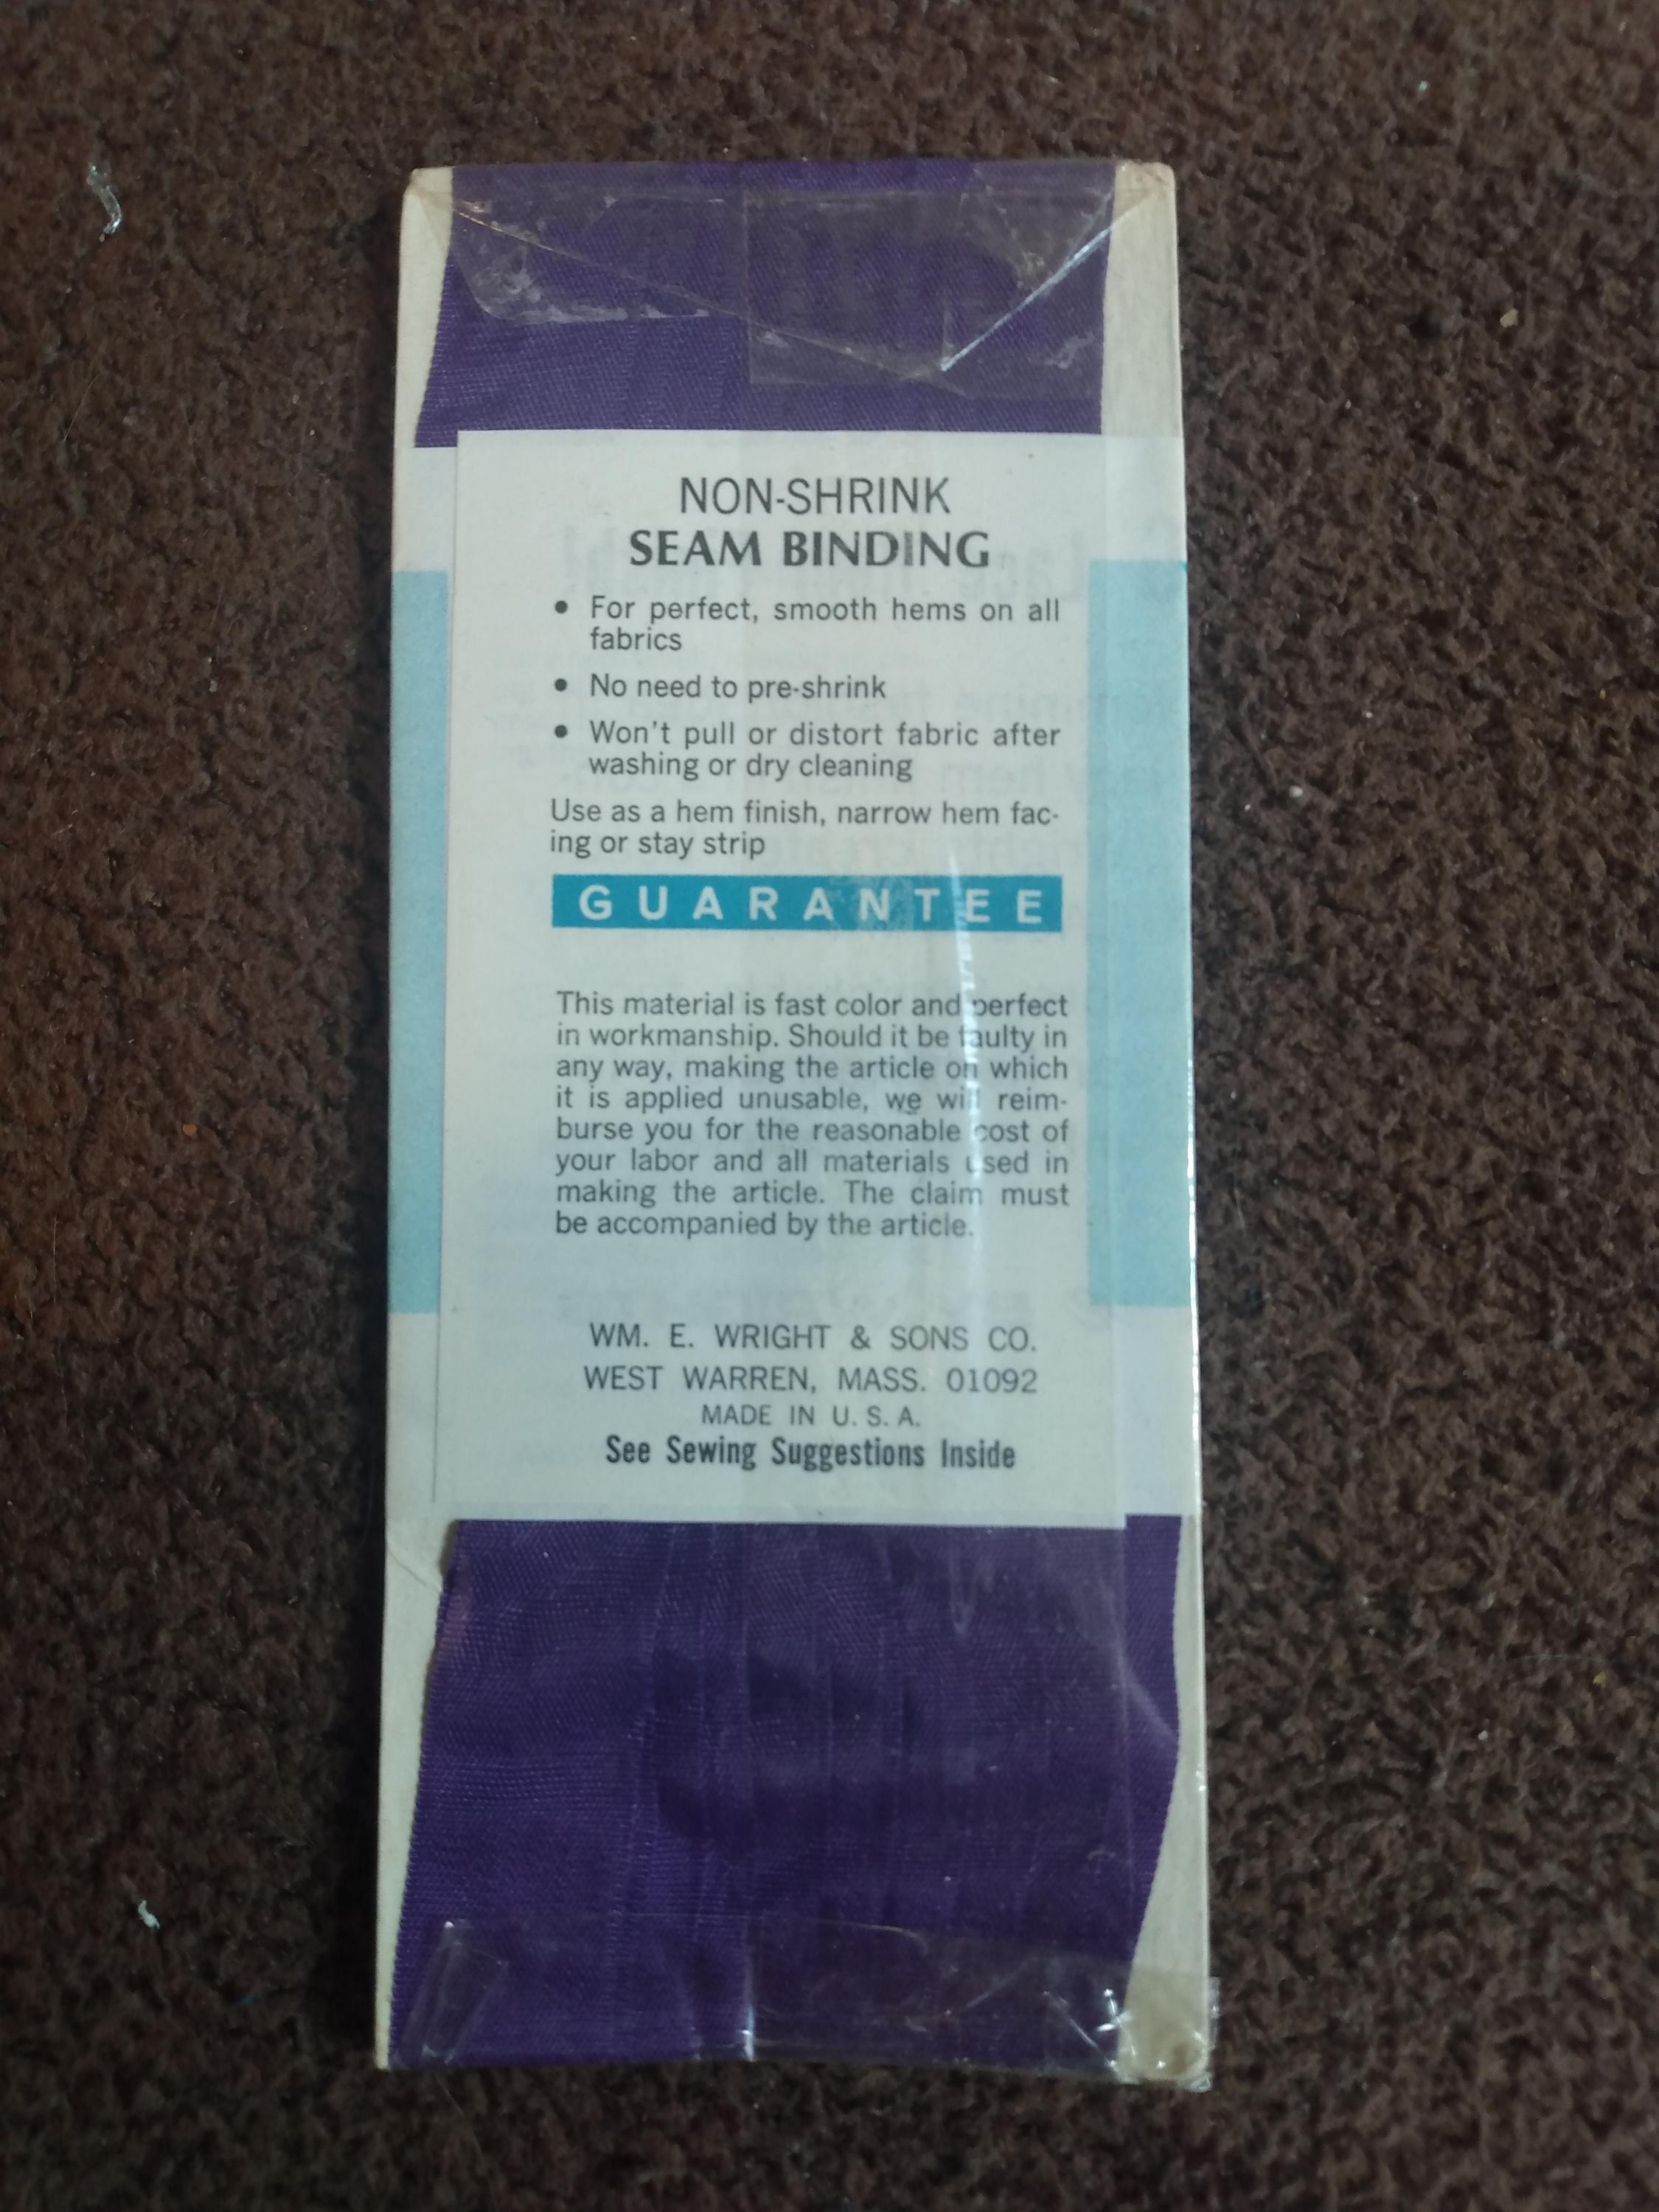 NON-SHRINK
SEAM BINDING
• For perfect, smooth hems on all
fabrics
• No need to pre-shrink
• Won't pull or distort fabric after
washing or dry cleaning
Use as a hem finish, narrow hem fac-
ing or stay strip
GUARANTEE
This material is fast color and perfect
in workmanship. Should it be faulty in
any way, making the article on which
it is applied unusable, we will reim-
burse you for the reasonable cost of
your labor and all materials used in
making the article. The claim must
be accompanied by the article.
WM. E. WRIGHT & SONS CO.
WEST WARREN, MASS. 01092
MADE IN U. S. A.
See Sewing Suggestions Inside